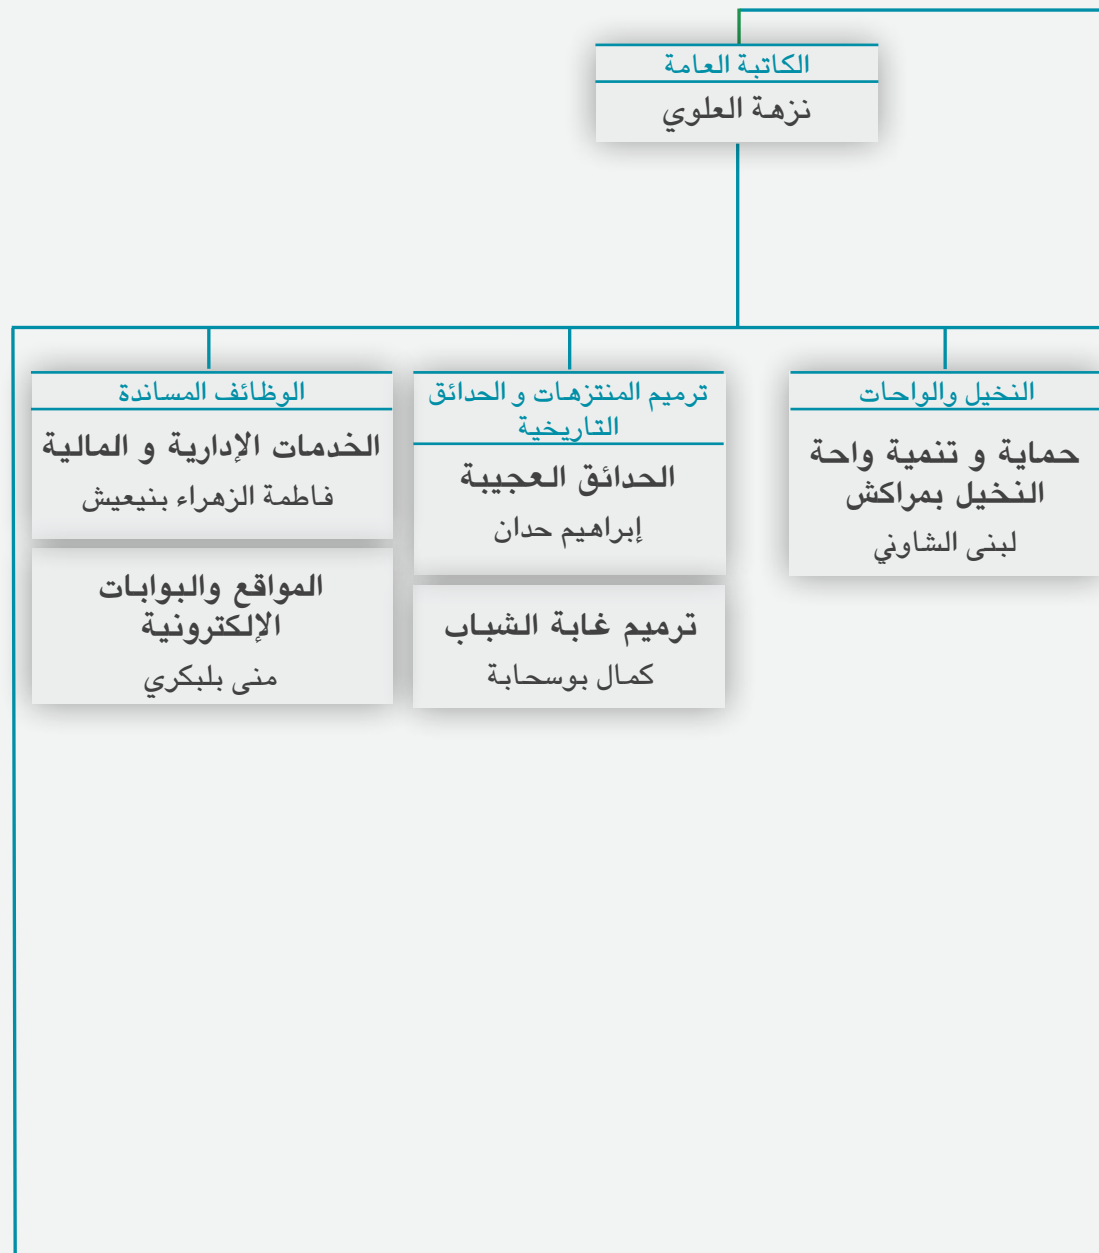 الكاتبة العامة
نزهة العلوي
النخيل والواحات
حماية و تنمية واحة
النخيل بمراكش
لبنى الشاوني
ترميم المنتزهات و الحدائق
التاريخية
الحدائق العجيبة
إبراهيم حدان
ترميم غابة الشباب
كمال بوسحابة
الوظائف المساندة
الخدمات الإدارية و المالية
فاطمة الزهراء بنيعيش
المواقع والبوابات
الإلكترونية
منى بلبكري